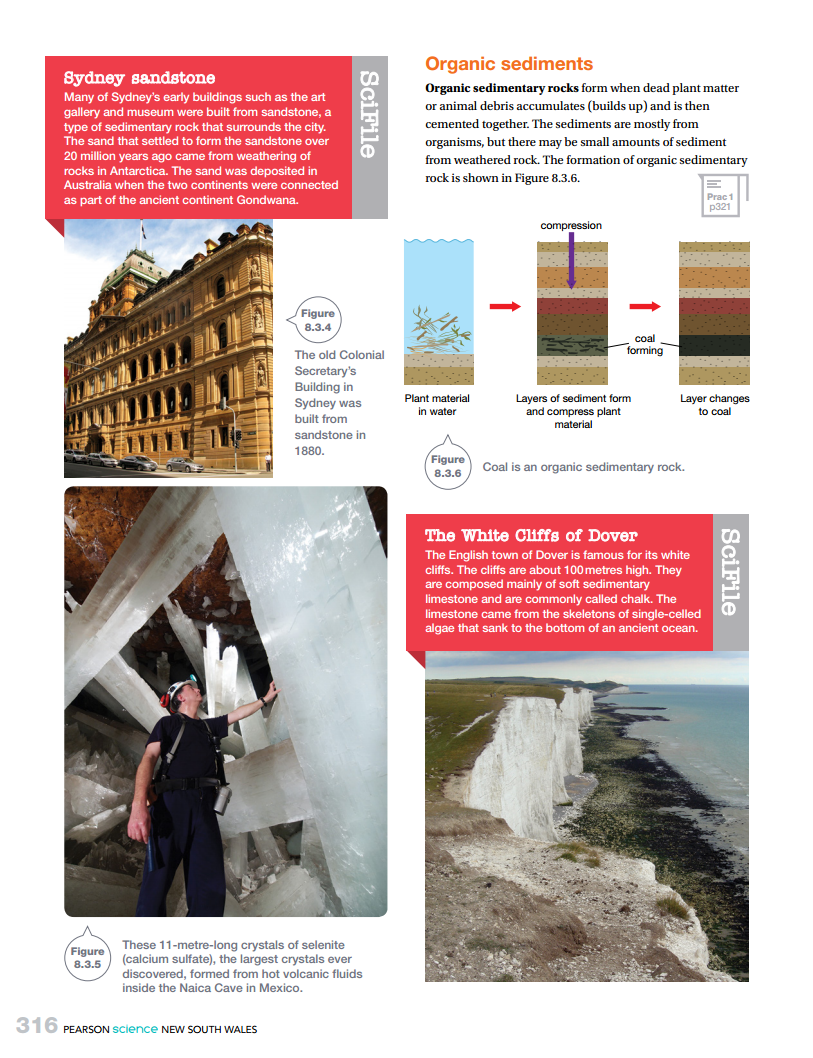 Sydney sandstone
Many of Sydney's early buildings such as the art
gallery and museum were built from sandstone, a
type of sedimentary rock that surrounds the city.
The sand that settled to form the sandstone over
20 million years ago came from weathering of
rocks in Antarctica. The sand was deposited in
Australia when the two continents were connected
as part of the ancient continent Gondwana.
SciFile
Figure
8.3.4
The old Colonial
Secretary's
Building in
Sydney was
built from
sandstone in
1880.
Figure
8.3.5
These 11-metre-long crystals of selenite
(calcium sulfate), the largest crystals ever
discovered, formed from hot volcanic fluids
inside the Naica Cave in Mexico.
Organic sediments
Organic sedimentary rocks form when dead plant matter
or animal debris accumulates (builds up) and is then
cemented together. The sediments are mostly from
organisms, but there may be small amounts of sediment
from weathered rock. The formation of organic sedimentary
rock is shown in Figure 8.3.6.
Prac 1
p321
compression
coal
forming
Plant material
in water
Layers of sediment form
and compress plant
material
Layer changes
to coal
Figure
8.3.6
Coal is an organic sedimentary rock.
The White Cliffs of Dover
The English town of Dover is famous for its white
cliffs. The cliffs are about 100 metres high. They
are composed mainly of soft sedimentary
limestone and are commonly called chalk. The
limestone came from the skeletons of single-celled
algae that sank to the bottom of an ancient ocean.
SciFile
316 PEARSON science NEW SOUTH WALES